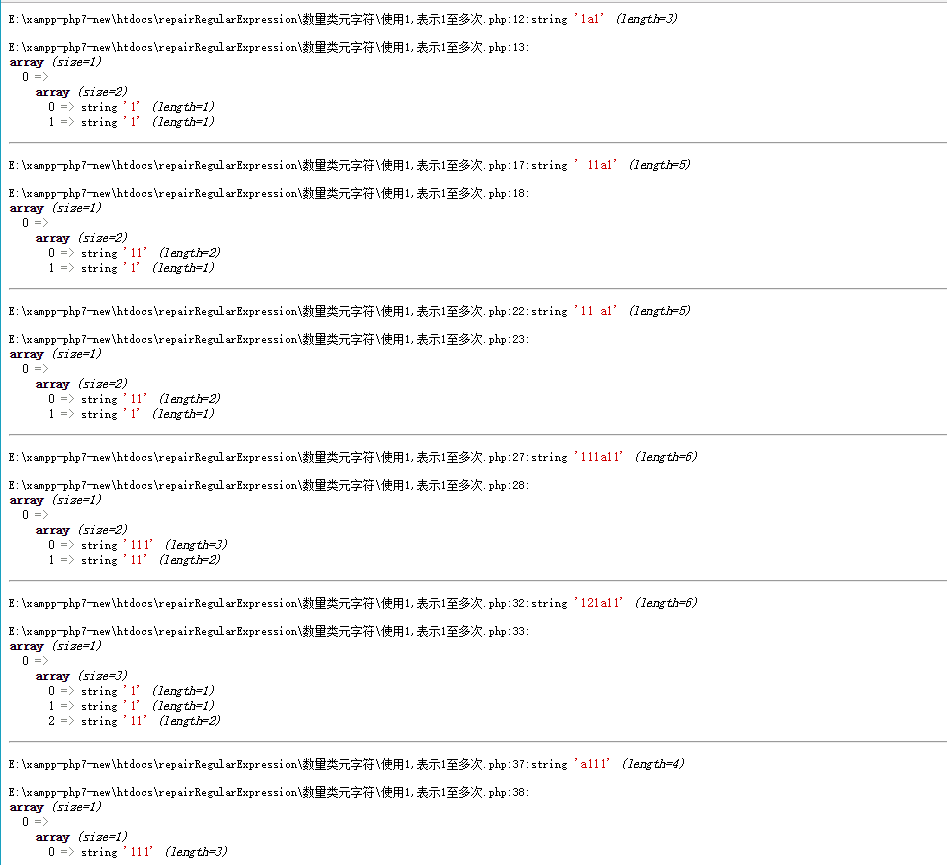 E:\xampp-php7-new\htdocs\repairRegularExpression\数量类元字符\使用1,表示1至多次.php:12:string '1a1' (length=3)
E:\xampp-php7-new\htdocs\repairRegularExpression\数量类元字符\使用1,表示1至多次.php:13:
array (size=1)
0 =>
array (size=2)
0 => string '1' (length=1)
1 => string '1' (length=1)
E:\xampp-php7-new\htdocs\repairRegularExpression\数量类元字符\使用1,表示1至多次.php:17:string ' 11a1' (length=5)
E:\xampp-php7-new\htdocs\repairRegularExpression\数量类元字符\使用1,表示1至多次.php:18:
array (size=1)
0 =>
array (size=2)
0 => string '11' (length=2)
1 => string '1' (length=1)
E:\xampp-php7-new\htdocs\repairRegularExpression\数量类元字符\使用1,表示1至多次.php:22:string '11 a1' (length=5)
E:\xampp-php7-new\htdocs\repairRegularExpression\数量类元字符\使用1,表示1至多次.php:23:
array (size=1)
0 =>
array (size=2)
0 => string '11' (length=2)
1 => string '1' (length=1)
E:\xampp-php7-new\htdocs\repairRegularExpression\数量类元字符\使用1,表示1至多次.php:27:string '111a11' (length=6)
E:\xampp-php7-new\htdocs\repairRegularExpression\数量类元字符\使用1,表示1至多次.php:28:
array (size=1)
0 =>
array (size=2)
0 => string '111' (length=3)
1 => string '11' (length=2)
E:\xampp-php7-new\htdocs\repairRegularExpression\数量类元字符\使用1,表示1至多次.php:32:string '121a11' (length=6)
E:\xampp-php7-new\htdocs\repairRegularExpression\数量类元字符\使用1,表示1至多次.php:33:
array (size=1)
0 =>
array (size=3)
0 => string '1' (length=1)
1 => string '1' (length=1)
2 => string '11' (length=2)
E:\xampp-php7-new\htdocs\repairRegularExpression\数量类元字符\使用1,表示1至多次.php:37:string 'a111' (length=4)
E:\xampp-php7-new\htdocs\repairRegularExpression\数量类元字符\使用1,表示1至多次.php:38:
array (size=1)
0 =>
array (size=1)
0 => string '111' (length=3)